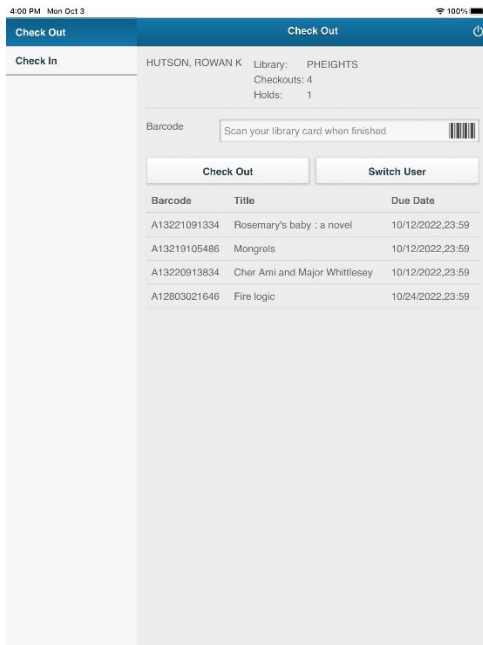 4:00 PM Mon Oct 3 100%
Check Out
Check Out
Check In
HUTSON, ROWAN K
Library: PHEIGHTS
Checkouts: 4
Holds: 1
Barcode
Scan your library card when finished
Check Out Switch User
Barcode Title Due Date
A13221091334 Rosemary's baby : a novel 10/12/2022,23:59
A13219105486 Mongrels 10/12/2022,23:59
A13220913834 Cher Ami and Major Whittlesey 10/12/2022,23:59
A12803021646 Fire logic 10/24/2022,23:59